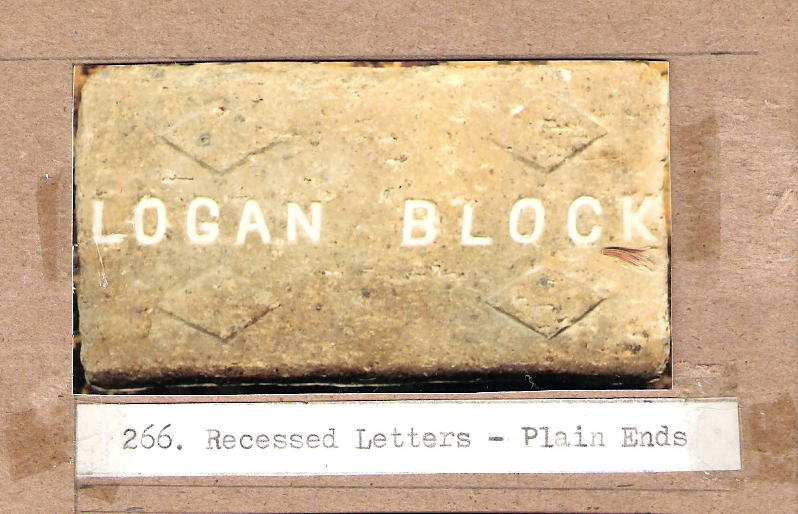 LOGAN BLOCK
266. Recessed Letters - Plain Ends